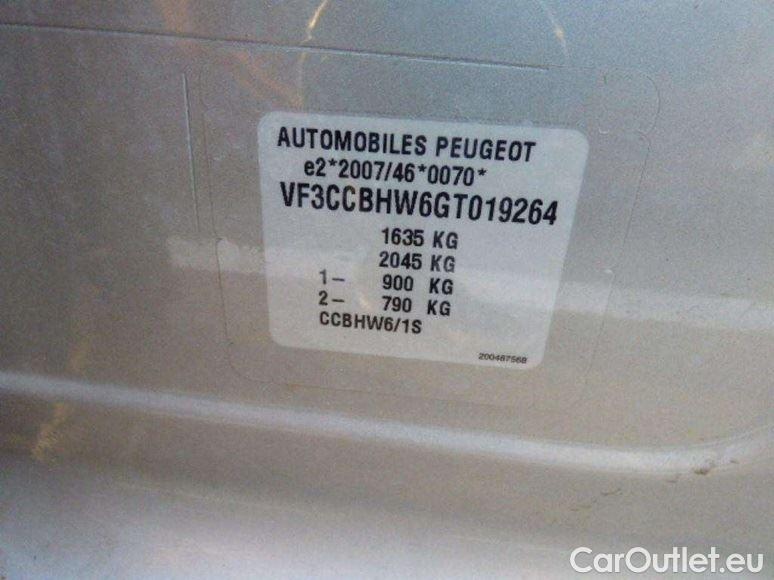 AUTOMOBILES PEUGEOT
e2*2007/46*0070*
VF3CCBHW6GT019264
1635 KG
2045 KG
1- 900 KG
2- 790 KG
CCBHW6/1S
200487568
CarOutlet.eu